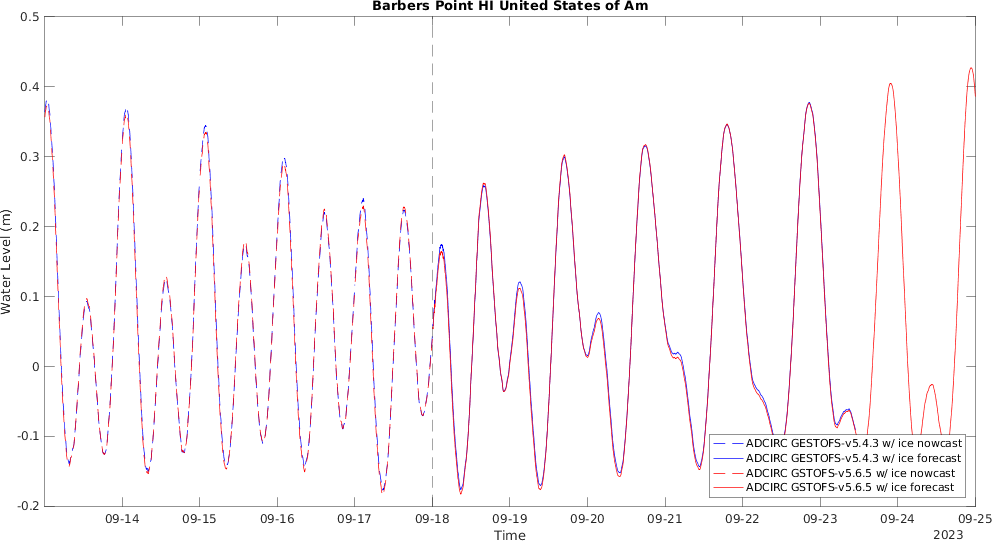 Barbers Point HI United States of Am
0.5
0.4
0.3
0.2
0.1
0
-0.1
-0.2
Water Level (m)
ADCIRC GESTOFS-v5.4.3 w/ ice nowcast
ADCIRC GESTOFS-v5.4.3 w/ ice forecast
ADCIRC GSTOFS-v5.6.5 w/ ice nowcast
ADCIRC GSTOFS-v5.6.5 w/ ice forecast
09-14 09-15 09-16 09-17 09-18 09-19 09-20 09-21 09-22 09-23 09-24 09-25
Time
2023